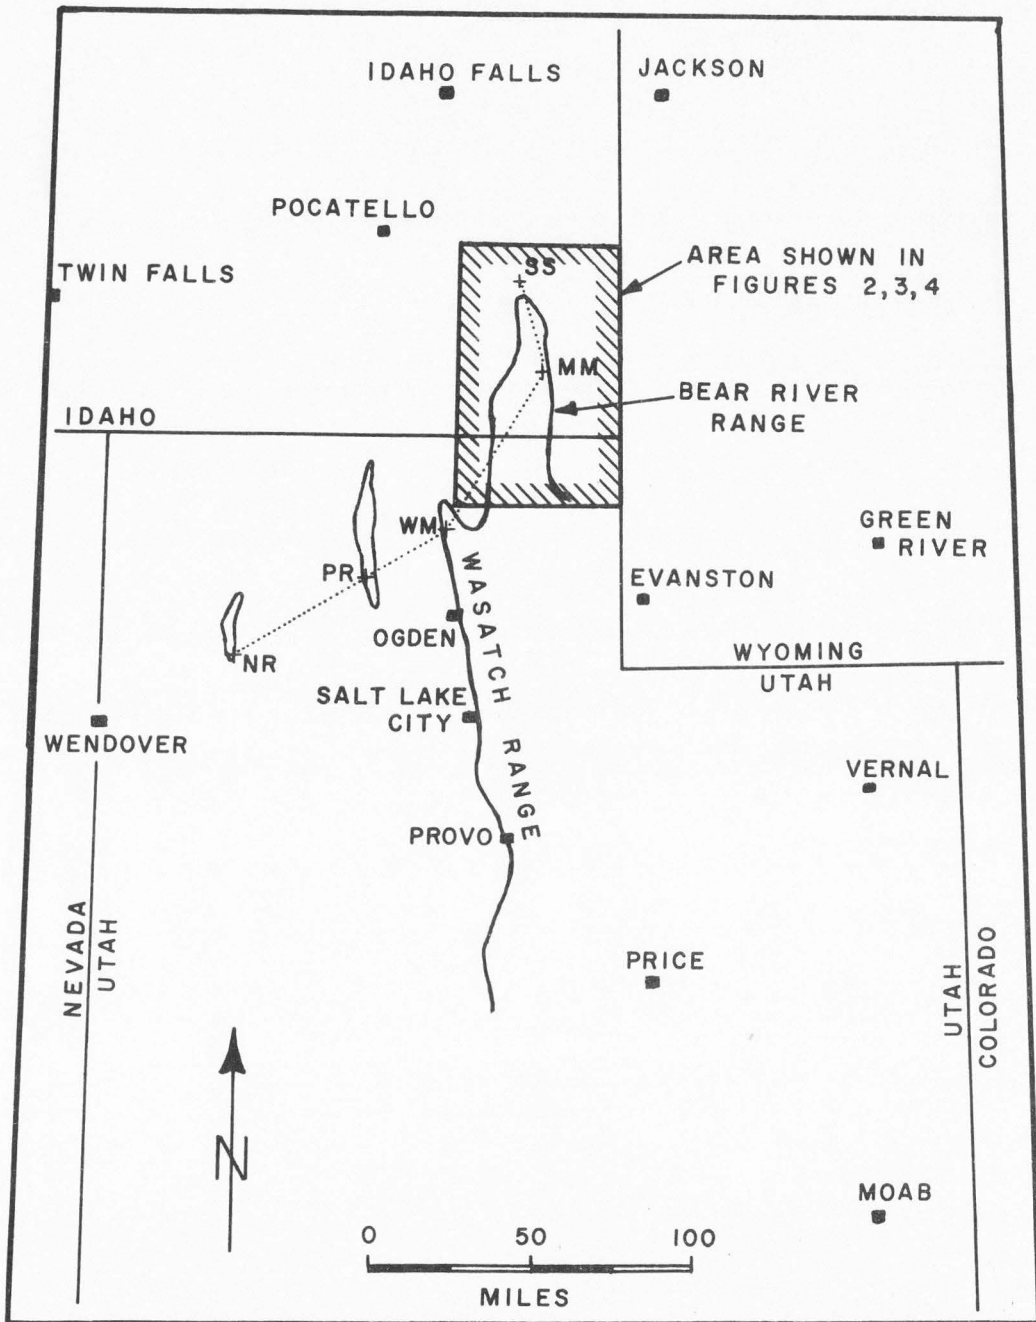 IDAHO FALLS
JACKSON
POCATELLO
TWIN FALLS
SS
AREA SHOWN IN
FIGURES 2,3,4
MM
BEAR RIVER
RANGE
IDAHO
WM
GREEN
RIVER
PR
EVANSTON
WASATCH RANGE
OGDEN
NR
WYOMING
UTAH
SALT LAKE
CITY
WENDOVER
VERNAL
PROVO
NEVADA
UTAH
PRICE
UTAH
COLORADO
N
MOAB
0 50 100
MILES